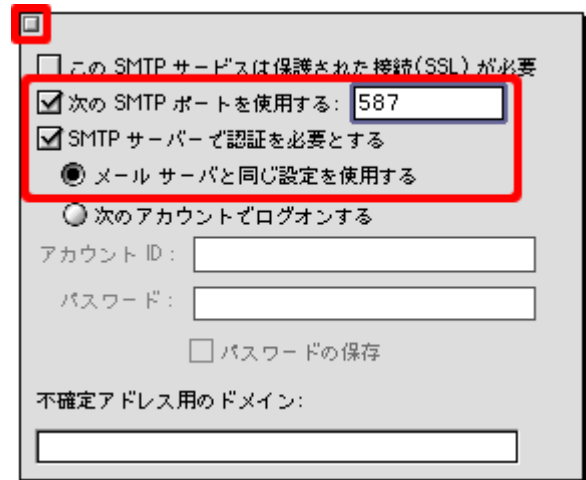 この SMTP サービスは保護された接続(SSL) が必要
次の SMTP ポートを使用する: 587
SMTP サーバーで認証を必要とする
メール サーバと同じ設定を使用する
次のアカウントでログオンする
アカウント ID:
パスワード:
パスワードの保存
不確定アドレス用のドメイン: